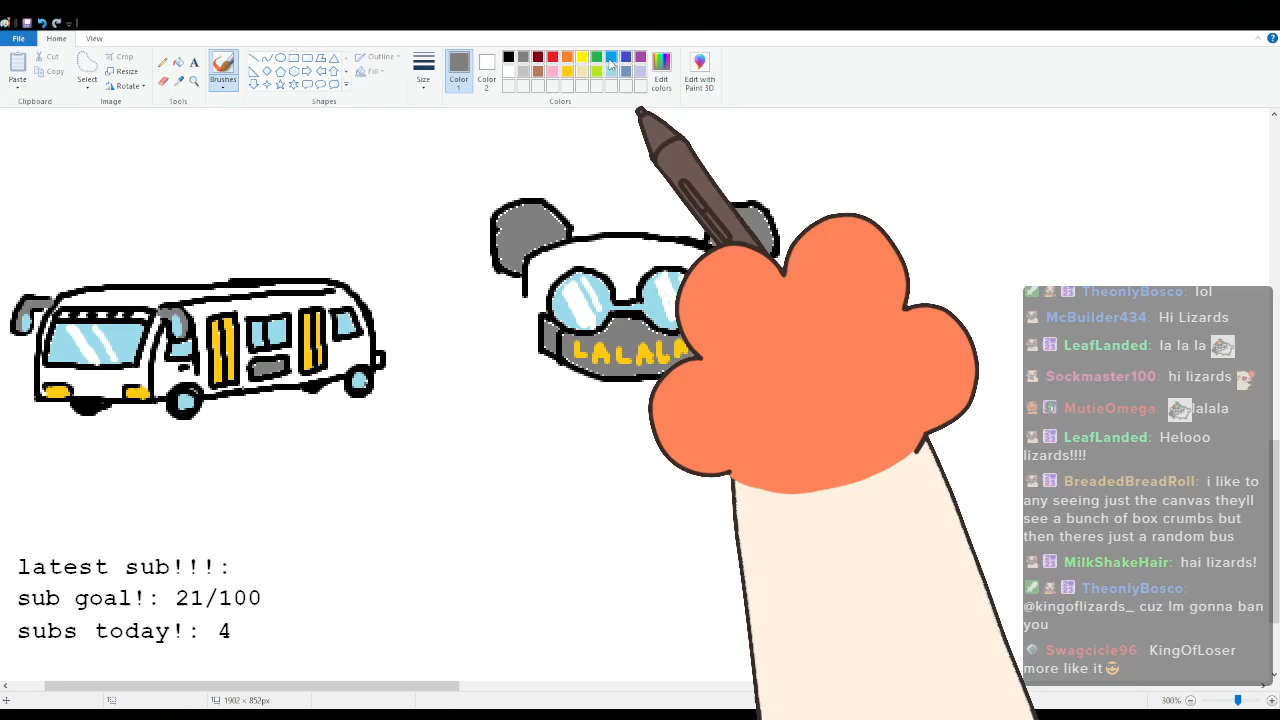 File Home View
Paste
Cut
Copy
Clipboard
Select
Crop
Resize
Rotate
Image
Tools
Brushes
Outline
Fill
Shapes
Size
Color 1
Color 2
Colors
Edit colors
Edit with Paint 3D
LALALA
latest sub!!!:
sub goal!: 21/100
subs today!: 4
TheonlyBosco: lol
McBuilder434: Hi Lizards
LeafLanded: la la la
Sockmaster100: hi lizards
MutieOmega: lalala
LeafLanded: Helooo
lizards!!!!
BreadedBreadRoll: i like to
any seeing just the canvas theyll
see a bunch of box crumbs but
then theres just a random bus
MilkShakeHair: hai lizards!
TheonlyBosco:
@kingoflizards_ cuz Im gonna ban
you
Swagcicle96: KingOfLoser
more like it
1902 × 852px
300%